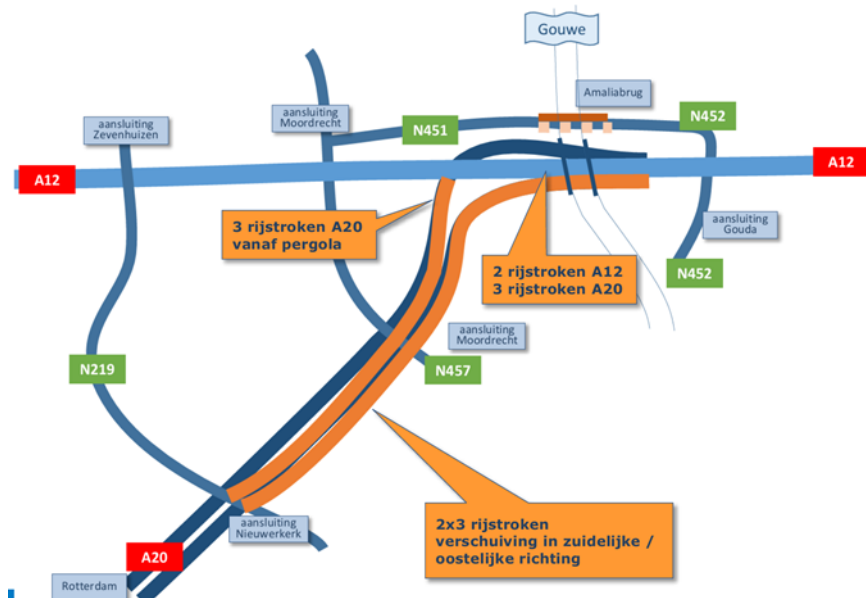 Gouwe
Amaliabrug
aansluiting
Zevenhuizen
aansluiting
Moordrecht
N451
N452
A12
A12
3 rijstroken A20
vanaf pergola
aansluiting
Gouda
2 rijstroken A12
3 rijstroken A20
N452
aansluiting
Moordrecht
N219
N457
2x3 rijstroken
verschuiving in zuidelijke /
oostelijke richting
aansluiting
Nieuwerkerk
A20
Rotterdam